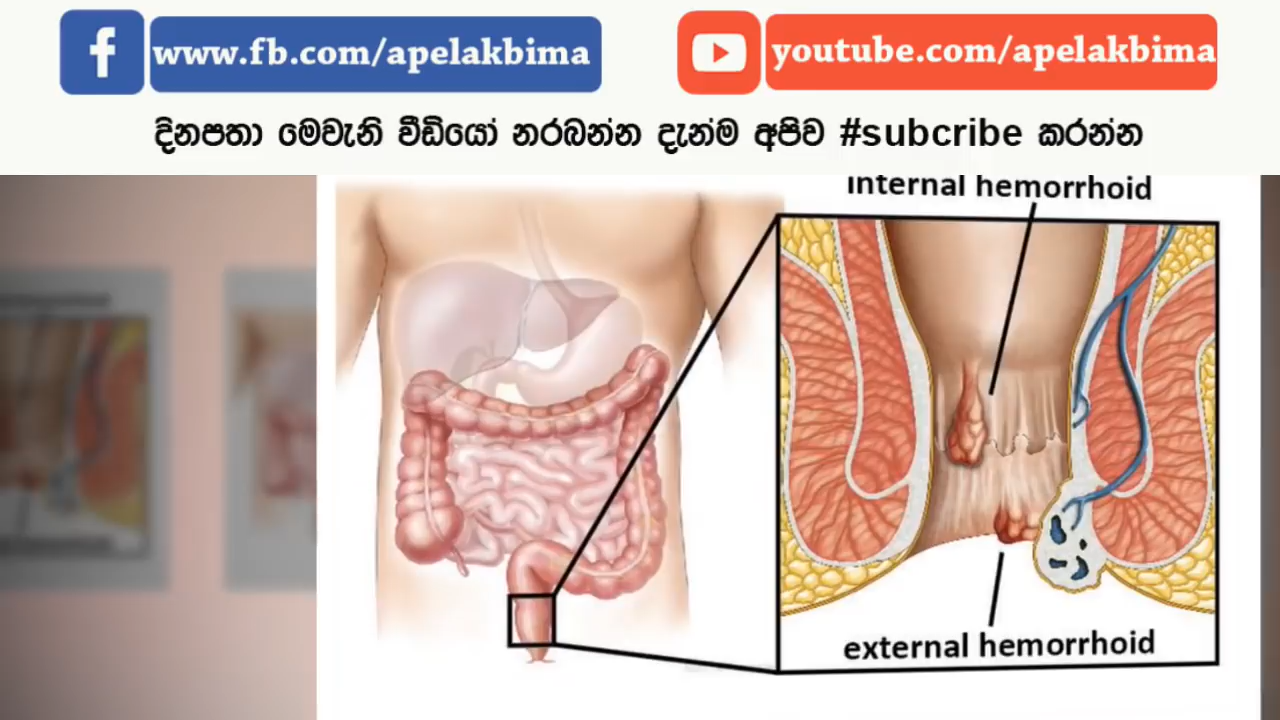 www.fb.com/apelakbima
youtube.com/apelakbima
දිනපතා මෙවැනි වීඩියෝ නරබන්න දැන්ම අපිව #subcribe කරන්න
internal hemorrhoid
external hemorrhoid